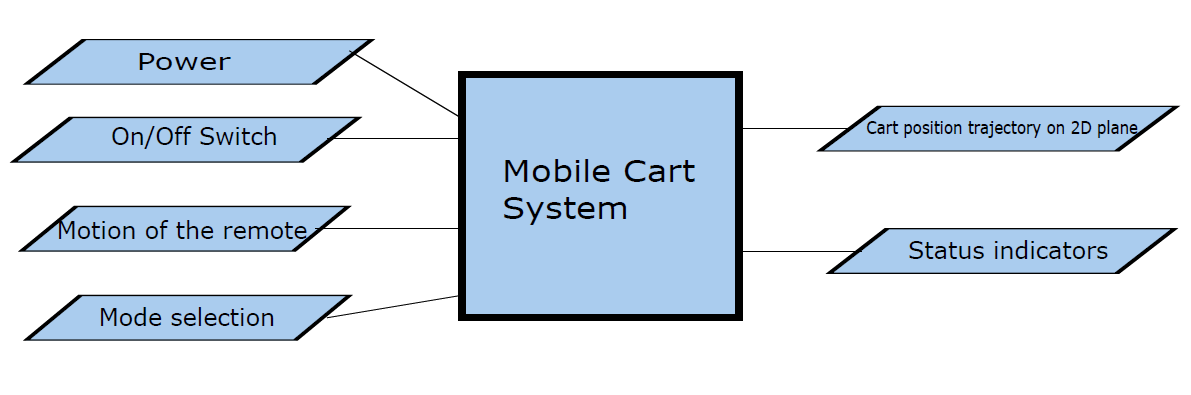 Power
On/Off Switch
Motion of the remote
Mode selection
Mobile Cart
System
Cart position trajectory on 2D plane
Status indicators